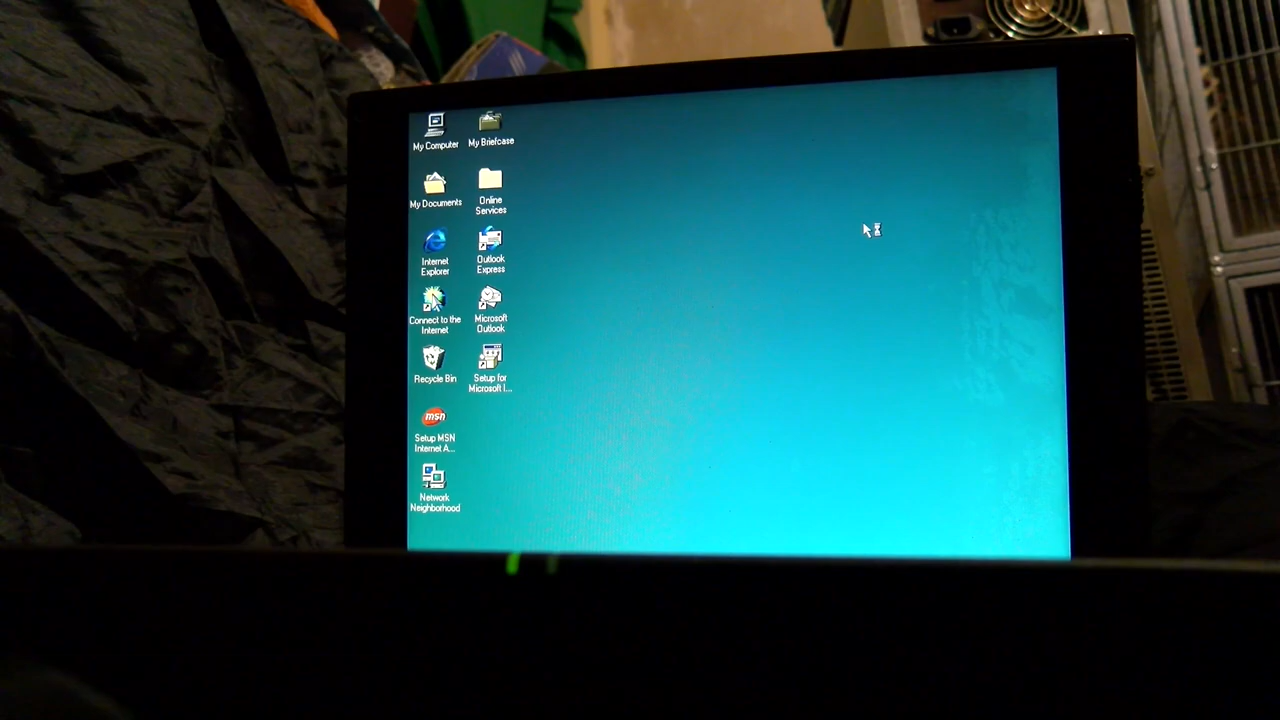 My Computer
My Briefcase
My Documents
Online
Services
Internet
Explorer
Outlook
Express
Connect to the
Internet
Microsoft
Outlook
Recycle Bin
Setup for
Microsoft I...
msn
Setup MSN
Internet A...
Network
Neighborhood